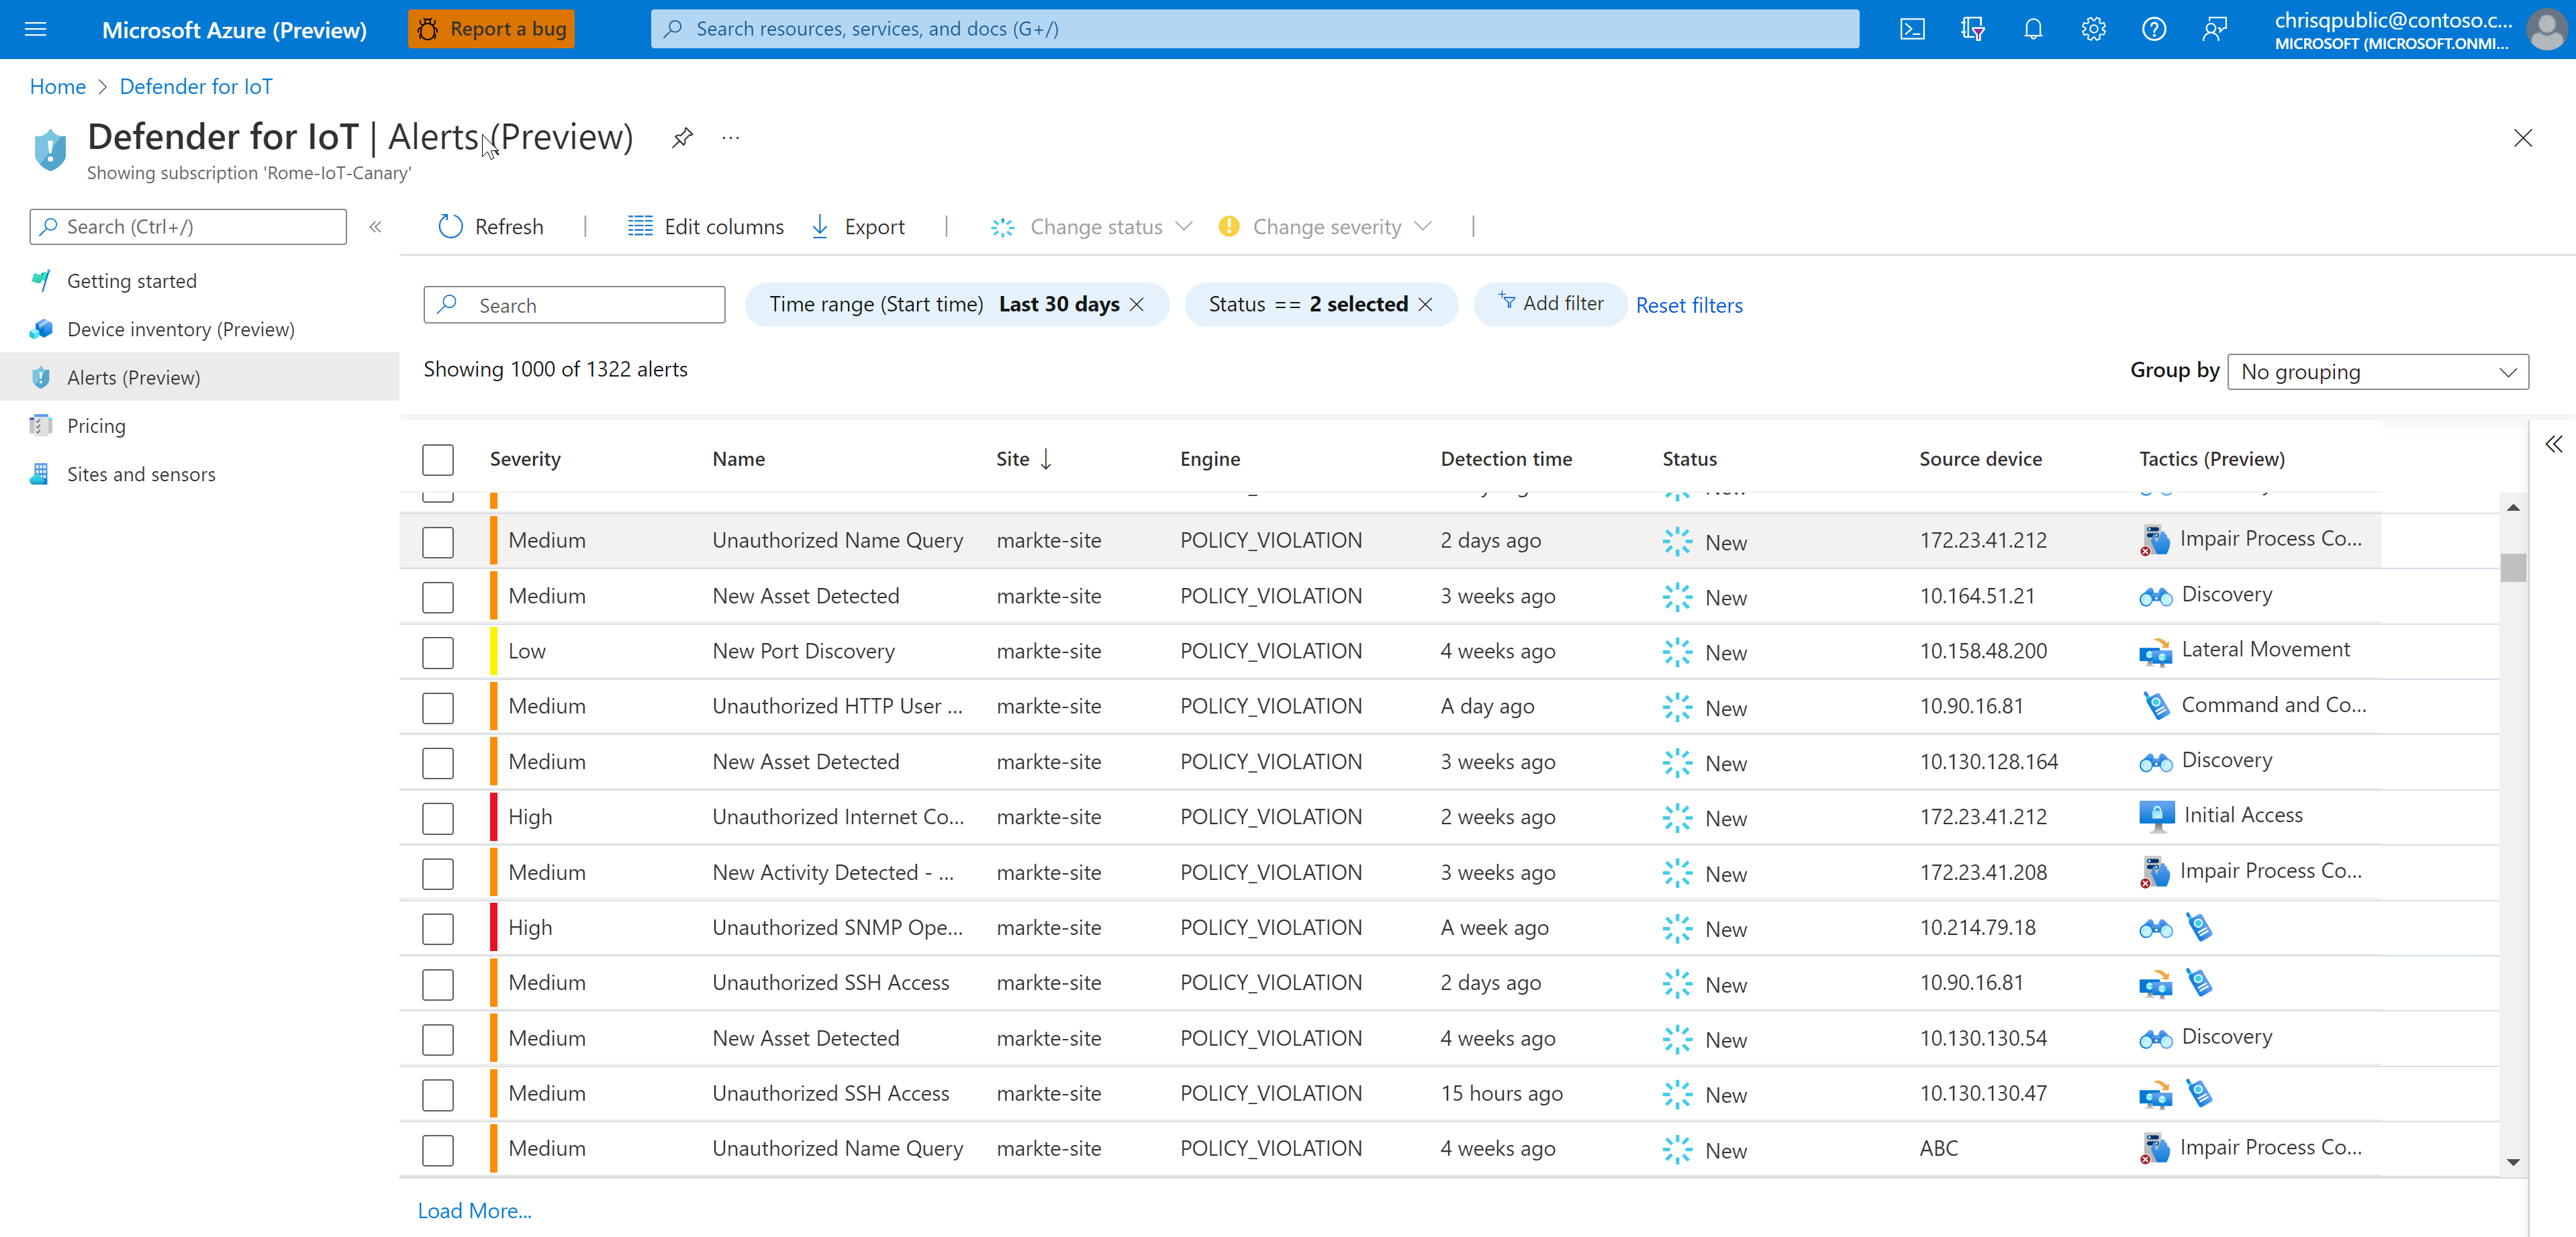 Microsoft Azure (Preview)
Report a bug
Search resources, services, and docs (G+/)
chrisqpublic@contoso.c...
MICROSOFT (MICROSOFT.ONMI...
Home > Defender for IoT
Defender for IoT | Alerts (Preview)
Showing subscription 'Rome-IoT-Canary'
Search (Ctrl+/)
Getting started
Device inventory (Preview)
Alerts (Preview)
Pricing
Sites and sensors
Refresh | Edit columns Export | Change status Change severity |
Search
Time range (Start time) Last 30 days
Status == 2 selected
Add filter
Reset filters
Showing 1000 of 1322 alerts
Group by No grouping
Severity Name Site ↓ Engine Detection time Status Source device Tactics (Preview)
Medium Unauthorized Name Query markte-site POLICY_VIOLATION 2 days ago New 172.23.41.212 Impair Process Co...
Medium New Asset Detected markte-site POLICY_VIOLATION 3 weeks ago New 10.164.51.21 Discovery
Low New Port Discovery markte-site POLICY_VIOLATION 4 weeks ago New 10.158.48.200 Lateral Movement
Medium Unauthorized HTTP User ... markte-site POLICY_VIOLATION A day ago New 10.90.16.81 Command and Co...
Medium New Asset Detected markte-site POLICY_VIOLATION 3 weeks ago New 10.130.128.164 Discovery
High Unauthorized Internet Co... markte-site POLICY_VIOLATION 2 weeks ago New 172.23.41.212 Initial Access
Medium New Activity Detected - ... markte-site POLICY_VIOLATION 3 weeks ago New 172.23.41.208 Impair Process Co...
High Unauthorized SNMP Ope... markte-site POLICY_VIOLATION A week ago New 10.214.79.18
Medium Unauthorized SSH Access markte-site POLICY_VIOLATION 2 days ago New 10.90.16.81
Medium New Asset Detected markte-site POLICY_VIOLATION 4 weeks ago New 10.130.130.54 Discovery
Medium Unauthorized SSH Access markte-site POLICY_VIOLATION 15 hours ago New 10.130.130.47
Medium Unauthorized Name Query markte-site POLICY_VIOLATION 4 weeks ago New ABC Impair Process Co...
Load More...